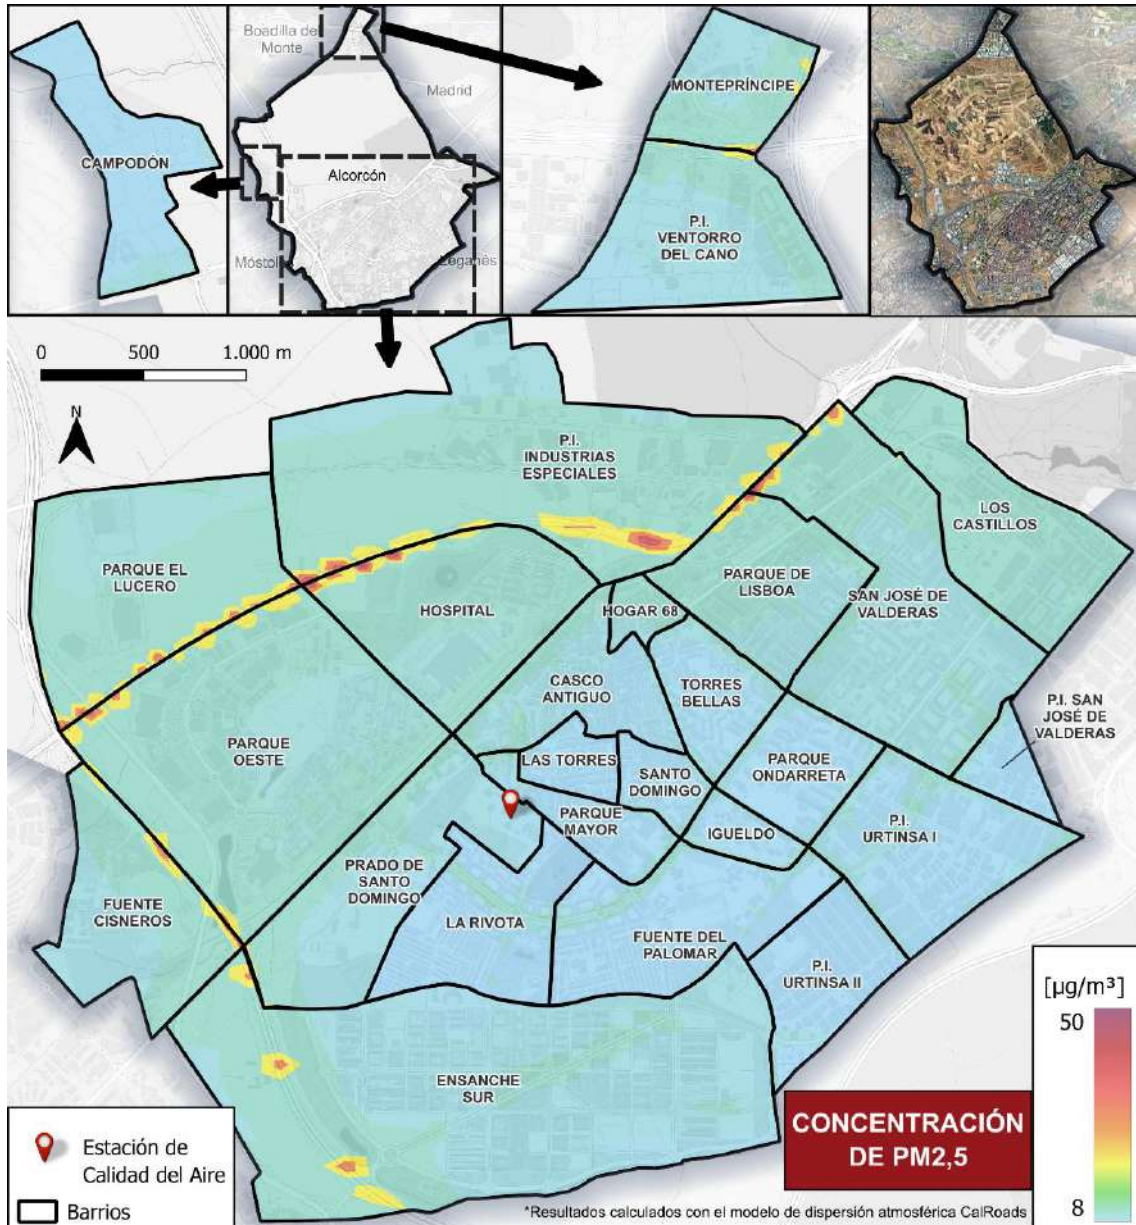 Boadilla de
Monte
Madrid
Alcorcón
Móstol
Leganés
CAMPODÓN
MONTEPRÍNCIPE
P.I.
VENTORRO
DEL CANO
0 500 1.000 m
N
P.I.
INDUSTRIAS
ESPECIALES
LOS
CASTILLOS
PARQUE EL
LUCERO
HOSPITAL
HOGAR 68
PARQUE DE
LISBOA
SAN JOSÉ DE
VALDERAS
CASCO
ANTIGUO
TORRES
BELLAS
P.I. SAN
JOSÉ DE
VALDERAS
PARQUE
OESTE
LAS TORRES
SANTO
DOMINGO
PARQUE
ONDARRETA
PARQUE
MAYOR
IGUELDO
P.I.
URTINSA I
PRADO DE
SANTO
DOMINGO
FUENTE
CISNEROS
LA RIVOTA
FUENTE DEL
PALOMAR
P.I.
URTINSA II
ENSANCHE
SUR
[µg/m³]
50
8
Estación de
Calidad del Aire
Barrios
CONCENTRACIÓN
DE PM2,5
*Resultados calculados con el modelo de dispersión atmosférica CalRoads